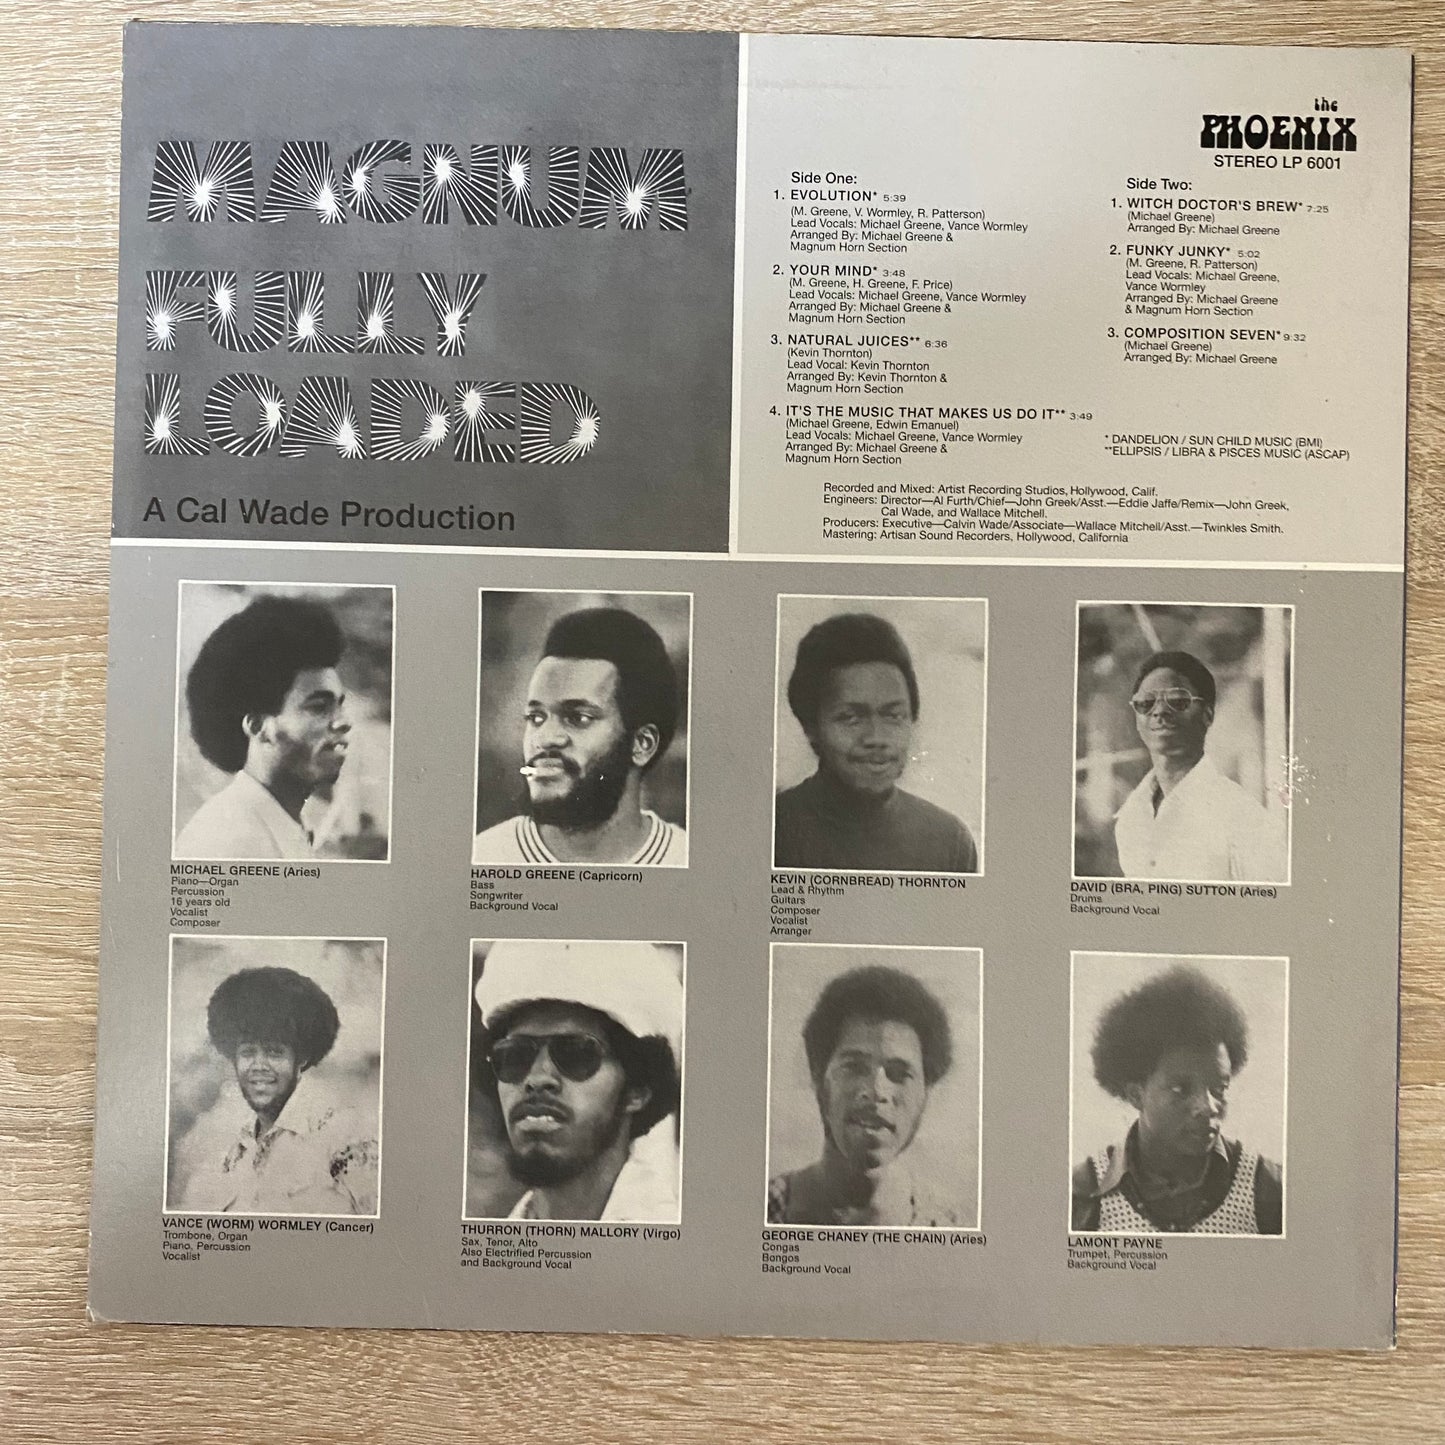 MAGNUM
FULLY
LOADED
A Cal Wade Production
the
PHOENIX
STEREO LP 6001
Side One:
1. EVOLUTION* 5:39
(M. Greene, V. Wormley, R. Patterson)
Lead Vocals: Michael Greene, Vance Wormley
Arranged By: Michael Greene &
Magnum Horn Section
2. YOUR MIND* 3:48
(M. Greene, H. Greene, F. Price)
Lead Vocals: Michael Greene, Vance Wormley
Arranged By: Michael Greene &
Magnum Horn Section
3. NATURAL JUICES** 6:36
(Kevin Thornton)
Lead Vocal: Kevin Thornton
Arranged By: Kevin Thornton &
Magnum Horn Section
4. IT'S THE MUSIC THAT MAKES US DO IT** 3:49
(Michael Greene, Edwin Emanuel)
Lead Vocals: Michael Greene, Vance Wormley
Arranged By: Michael Greene &
Magnum Horn Section
Side Two:
1. WITCH DOCTOR'S BREW* 7:25
(Michael Greene)
Arranged By: Michael Greene
2. FUNKY JUNKY* 5:02
(M. Greene, R. Patterson)
Lead Vocals: Michael Greene,
Vance Wormley
Arranged By: Michael Greene
& Magnum Horn Section
3. COMPOSITION SEVEN* 9:32
(Michael Greene)
Arranged By: Michael Greene
* DANDELION / SUN CHILD MUSIC (BMI)
**ELLIPSIS / LIBRA & PISCES MUSIC (ASCAP)
Recorded and Mixed: Artist Recording Studios, Hollywood, Calif.
Engineers: Director—Al Furth/Chief—John Greek/Asst.—Eddie Jaffe/Remix—John Greek,
Cal Wade, and Wallace Mitchell.
Producers: Executive—Calvin Wade/Associate—Wallace Mitchell/Asst.—Twinkles Smith.
Mastering: Artisan Sound Recorders, Hollywood, California
MICHAEL GREENE (Aries)
Piano—Organ
Percussion
16 years old
Vocalist
Composer
HAROLD GREENE (Capricorn)
Bass
Songwriter
Background Vocal
KEVIN (CORNBREAD) THORNTON
Lead & Rhythm
Guitars
Composer
Vocalist
Arranger
DAVID (BRA, PING) SUTTON (Aries)
Drums
Background Vocal
VANCE (WORM) WORMLEY (Cancer)
Trombone, Organ
Piano, Percussion
Vocalist
THURRON (THORN) MALLORY (Virgo)
Sax, Tenor, Alto
Also Electrified Percussion
and Background Vocal
GEORGE CHANEY (THE CHAIN) (Aries)
Congas
Bongos
Background Vocal
LAMONT PAYNE
Trumpet, Percussion
Background Vocal